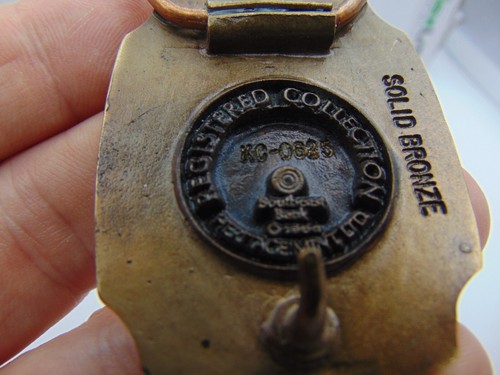 REGISTERED COLLECTION
KC-0625
Southeast
Bank
SOLID BRONZE